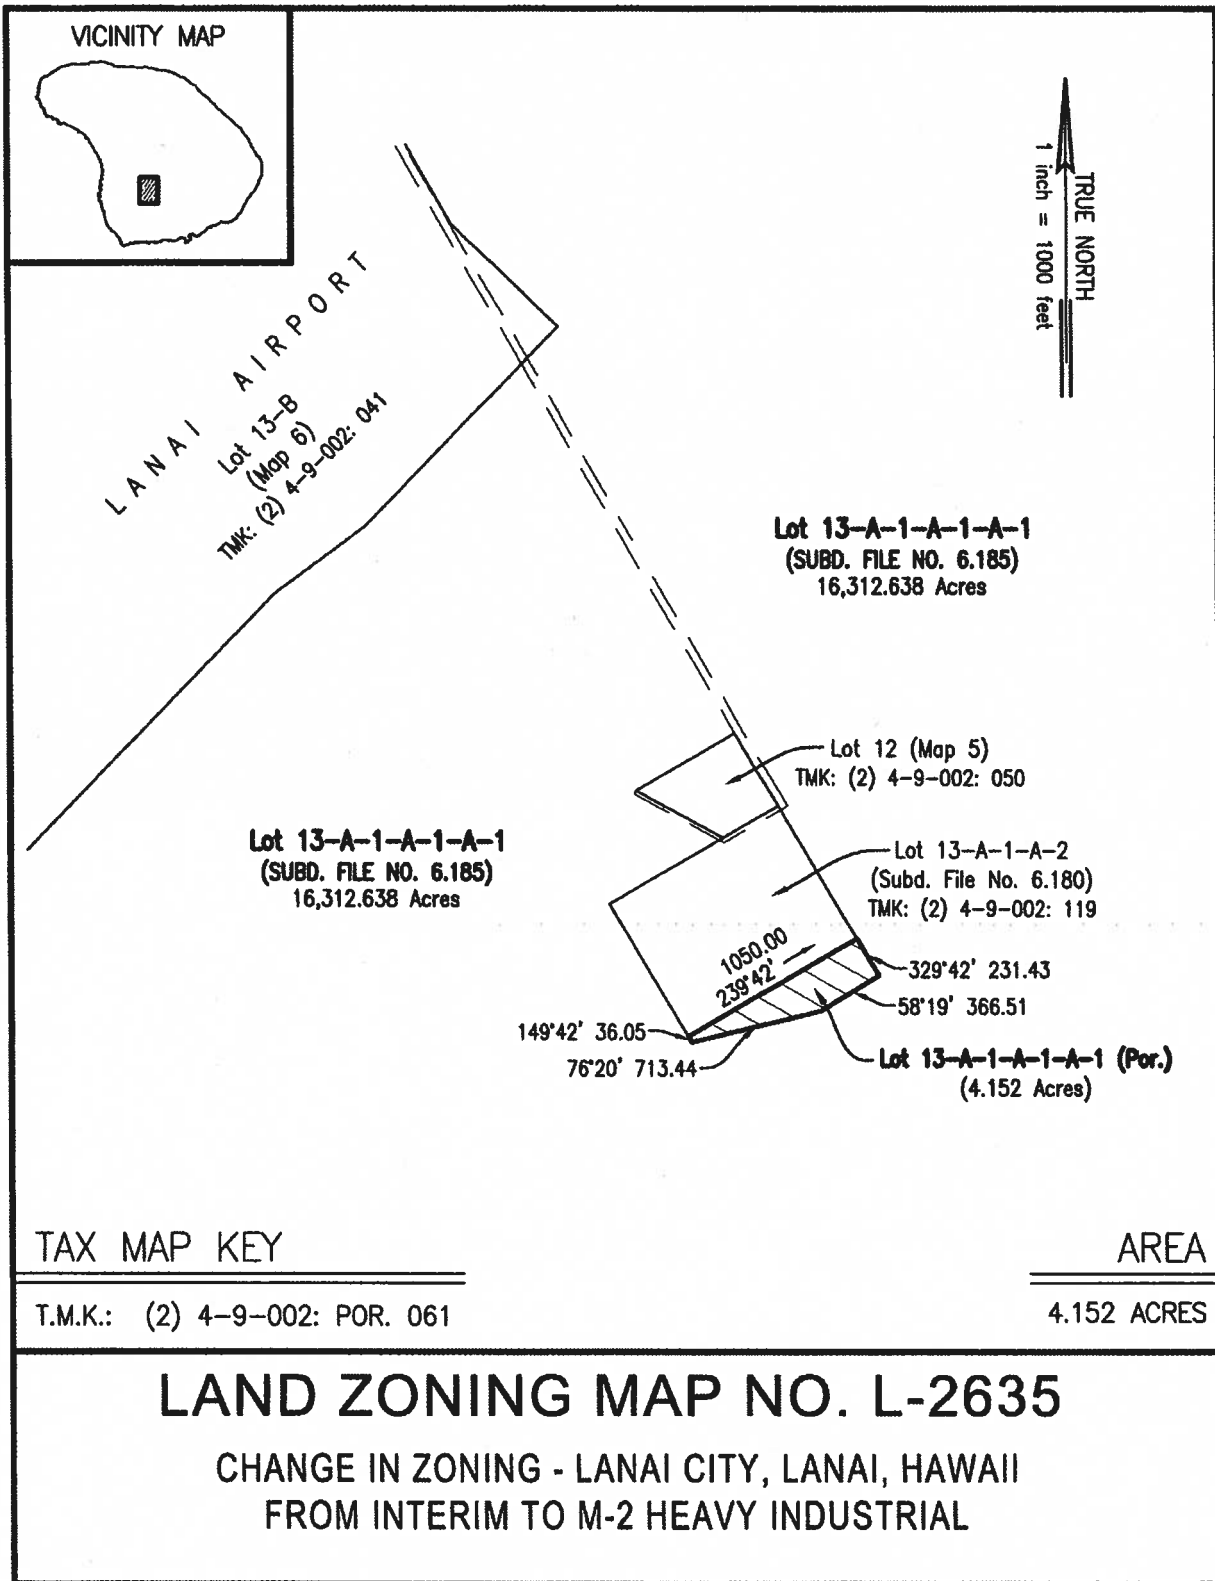 VICINITY MAP
TRUE NORTH
1 inch = 1000 feet
LANAI AIRPORT
Lot 13-B
(Map 6)
TMK: (2) 4-9-002: 041
Lot 13-A-1-A-1-A-1
(SUBD. FILE NO. 6.185)
16,312.638 Acres
Lot 12 (Map 5)
TMK: (2) 4-9-002: 050
Lot 13-A-1-A-1-A-1
(SUBD. FILE NO. 6.185)
16,312.638 Acres
Lot 13-A-1-A-2
(Subd. File No. 6.180)
TMK: (2) 4-9-002: 119
1050.00
239°42'
329°42' 231.43
58°19' 366.51
149°42' 36.05
76°20' 713.44
Lot 13-A-1-A-1-A-1 (Por.)
(4.152 Acres)
TAX MAP KEY
AREA
T.M.K.: (2) 4-9-002: POR. 061
4.152 ACRES
LAND ZONING MAP NO. L-2635
CHANGE IN ZONING - LANAI CITY, LANAI, HAWAII
FROM INTERIM TO M-2 HEAVY INDUSTRIAL